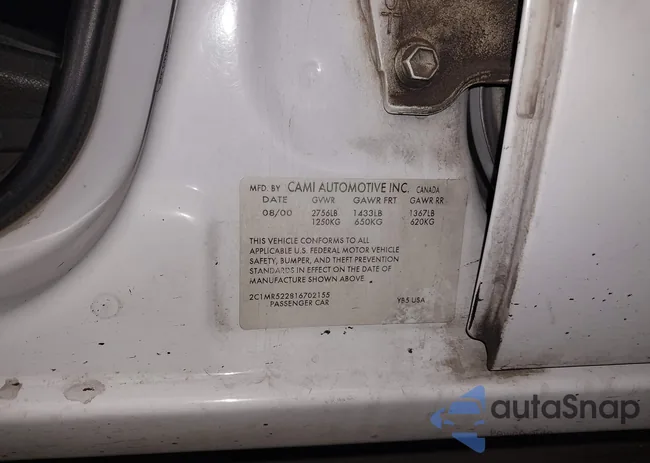 MFD. BY CAMI AUTOMOTIVE INC. CANADA
DATE GVWR GAWR FRT GAWR RR
08/00 2756LB 1433LB 1367LB
1250KG 650KG 620KG
THIS VEHICLE CONFORMS TO ALL
APPLICABLE U.S. FEDERAL MOTOR VEHICLE
SAFETY, BUMPER, AND THEFT PREVENTION
STANDARDS IN EFFECT ON THE DATE OF
MANUFACTURE SHOWN ABOVE
2C1MR522816702155 YB5 USA
PASSENGER CAR
autaSnap